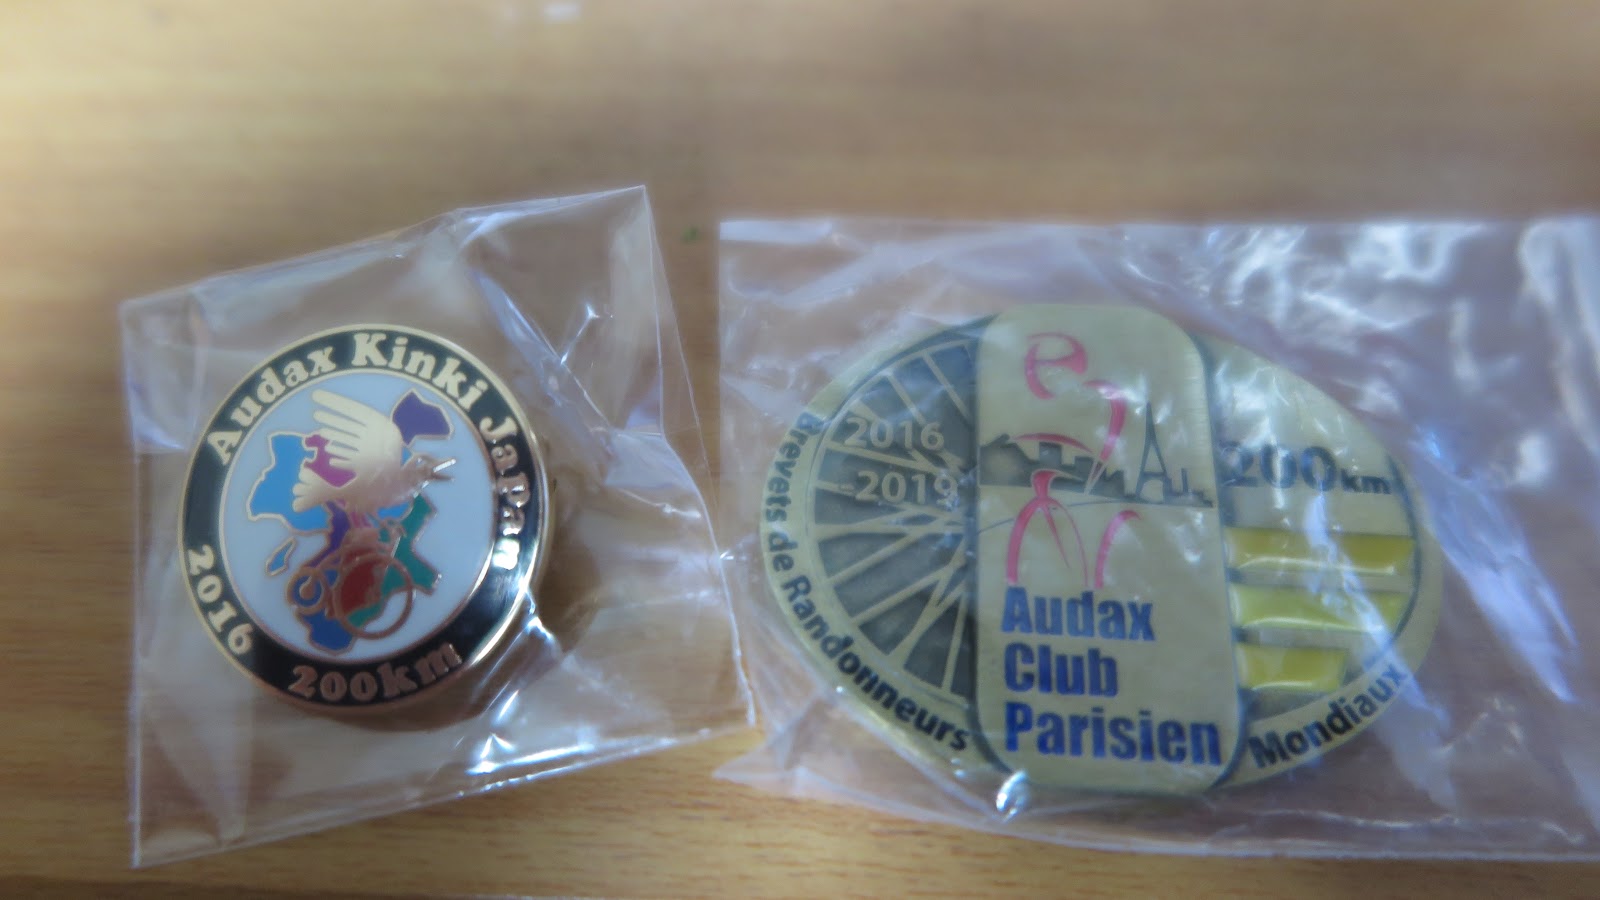 Audax Kinki Japan
2016
200km
2016
-2019
200km
Brevets de Randonneurs
Mondiaux
Audax
Club
Parisien